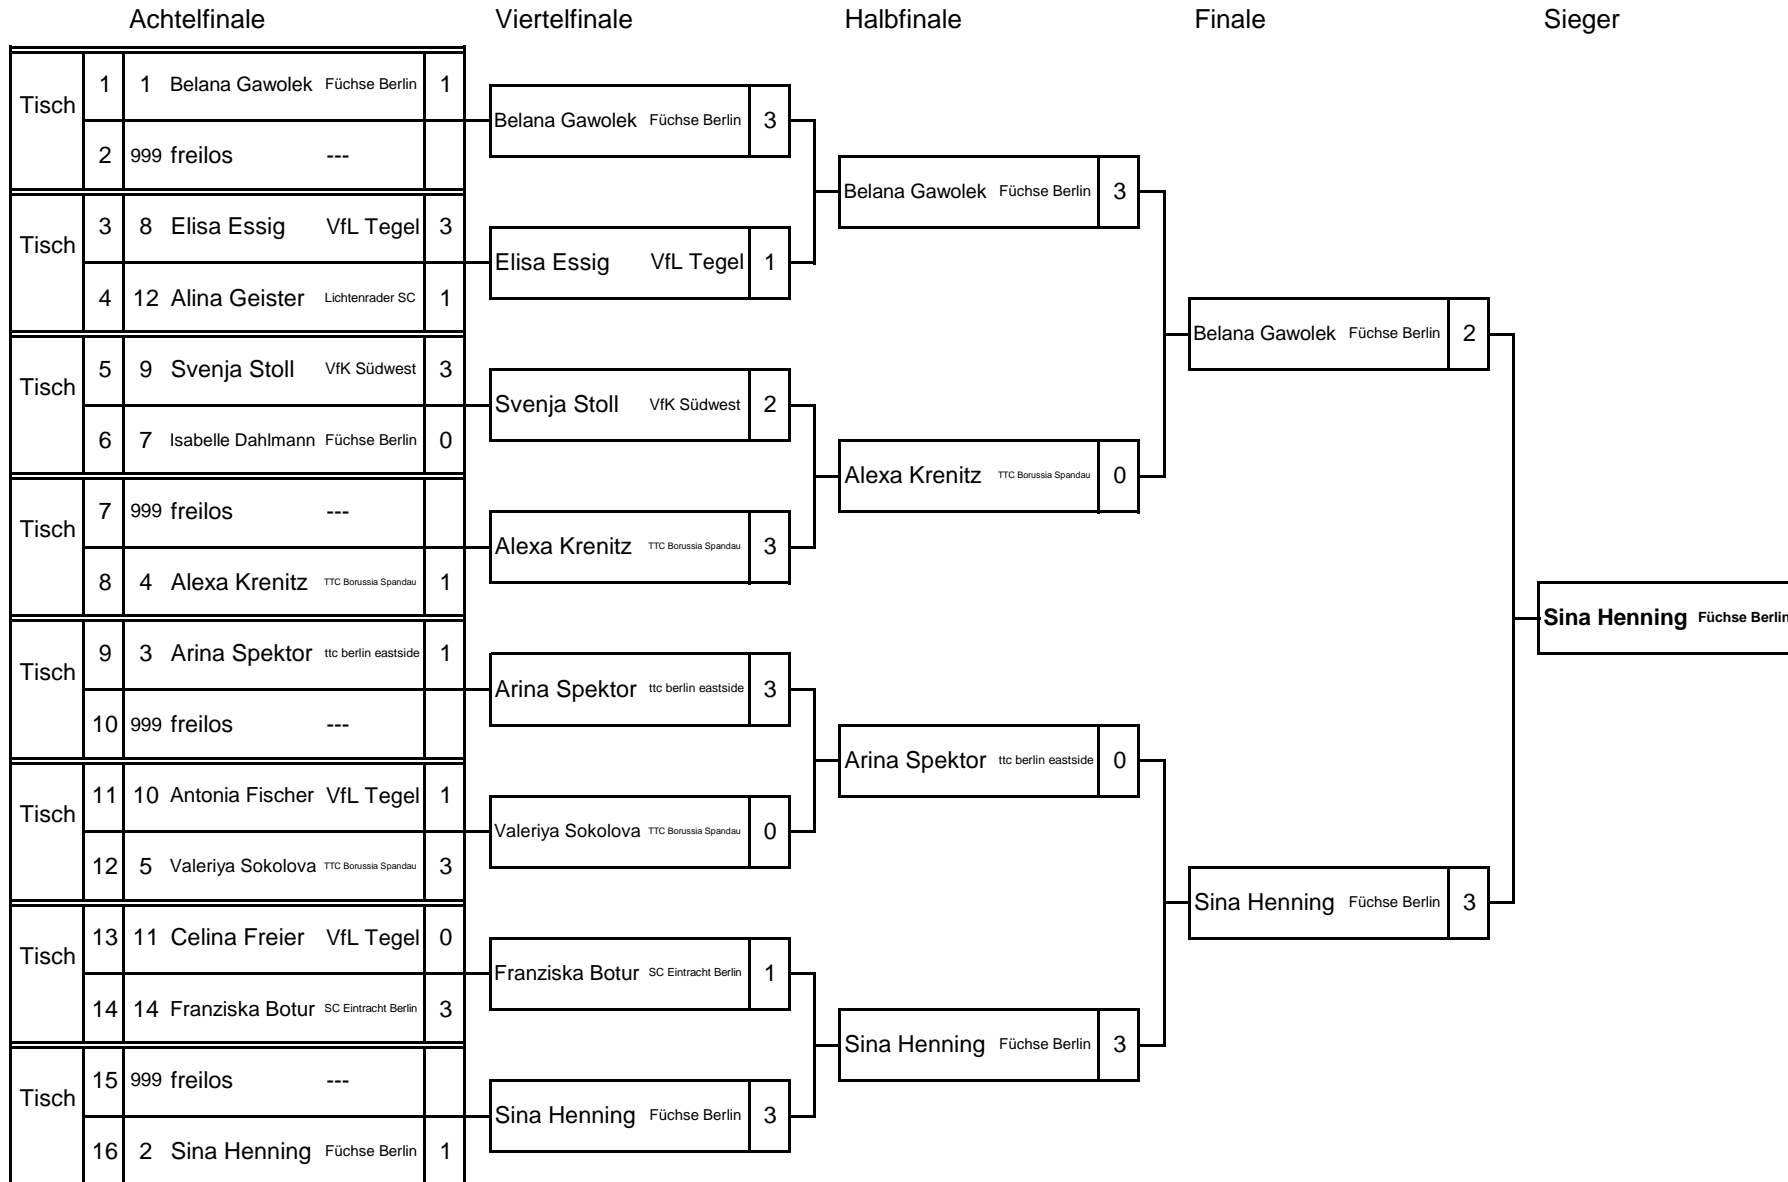 Achtelfinale Viertelfinale Halbfinale Finale Sieger
Tisch
1 1 Belana Gawolek Füchse Berlin 1
2 999 freilos ---
Tisch
3 8 Elisa Essig VfL Tegel 3
4 12 Alina Geister Lichtenrader SC 1
Tisch
5 9 Svenja Stoll VfK Südwest 3
6 7 Isabelle Dahlmann Füchse Berlin 0
Tisch
7 999 freilos ---
8 4 Alexa Krenitz TTC Borussia Spandau 1
Tisch
9 3 Arina Spektor ttc berlin eastside 1
10 999 freilos ---
Tisch
11 10 Antonia Fischer VfL Tegel 1
12 5 Valeriya Sokolova TTC Borussia Spandau 3
Tisch
13 11 Celina Freier VfL Tegel 0
14 14 Franziska Botur SC Eintracht Berlin 3
Tisch
15 999 freilos ---
16 2 Sina Henning Füchse Berlin 1
Belana Gawolek Füchse Berlin 3
Elisa Essig VfL Tegel 1
Svenja Stoll VfK Südwest 2
Alexa Krenitz TTC Borussia Spandau 3
Arina Spektor ttc berlin eastside 3
Valeriya Sokolova TTC Borussia Spandau 0
Franziska Botur SC Eintracht Berlin 1
Sina Henning Füchse Berlin 3
Belana Gawolek Füchse Berlin 3
Alexa Krenitz TTC Borussia Spandau 0
Arina Spektor ttc berlin eastside 0
Sina Henning Füchse Berlin 3
Belana Gawolek Füchse Berlin 2
Sina Henning Füchse Berlin 3
Sina Henning Füchse Berlin